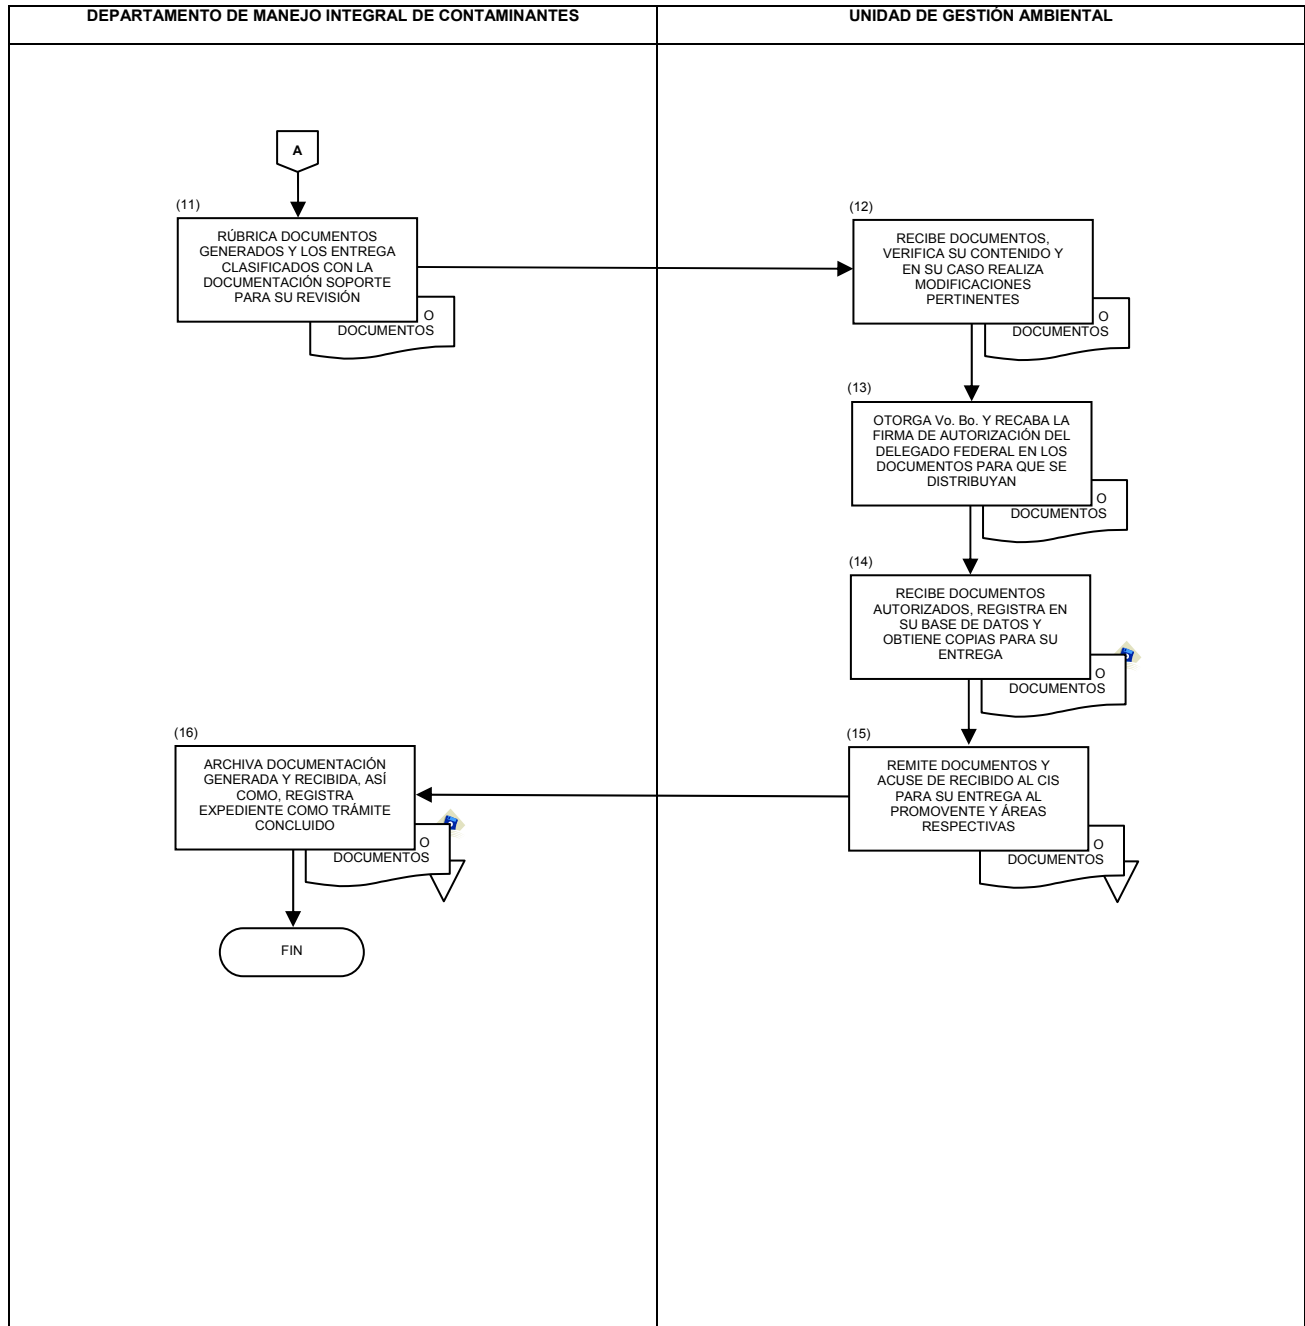 DEPARTAMENTO DE MANEJO INTEGRAL DE CONTAMINANTES
UNIDAD DE GESTIÓN AMBIENTAL
A
(11)
RÚBRICA DOCUMENTOS
GENERADOS Y LOS ENTREGA
CLASIFICADOS CON LA
DOCUMENTACIÓN SOPORTE
PARA SU REVISIÓN
O
DOCUMENTOS
(12)
RECIBE DOCUMENTOS,
VERIFICA SU CONTENIDO Y
EN SU CASO REALIZA
MODIFICACIONES
PERTINENTES
O
DOCUMENTOS
(13)
OTORGA Vo. Bo. Y RECABA LA
FIRMA DE AUTORIZACIÓN DEL
DELEGADO FEDERAL EN LOS
DOCUMENTOS PARA QUE SE
DISTRIBUYAN
O
DOCUMENTOS
(14)
RECIBE DOCUMENTOS
AUTORIZADOS, REGISTRA EN
SU BASE DE DATOS Y
OBTIENE COPIAS PARA SU
ENTREGA
O
DOCUMENTOS
(15)
REMITE DOCUMENTOS Y
ACUSE DE RECIBIDO AL CIS
PARA SU ENTREGA AL
PROMOVENTE Y ÁREAS
RESPECTIVAS
O
DOCUMENTOS
(16)
ARCHIVA DOCUMENTACIÓN
GENERADA Y RECIBIDA, ASÍ
COMO, REGISTRA
EXPEDIENTE COMO TRÁMITE
CONCLUIDO
O
DOCUMENTOS
FIN